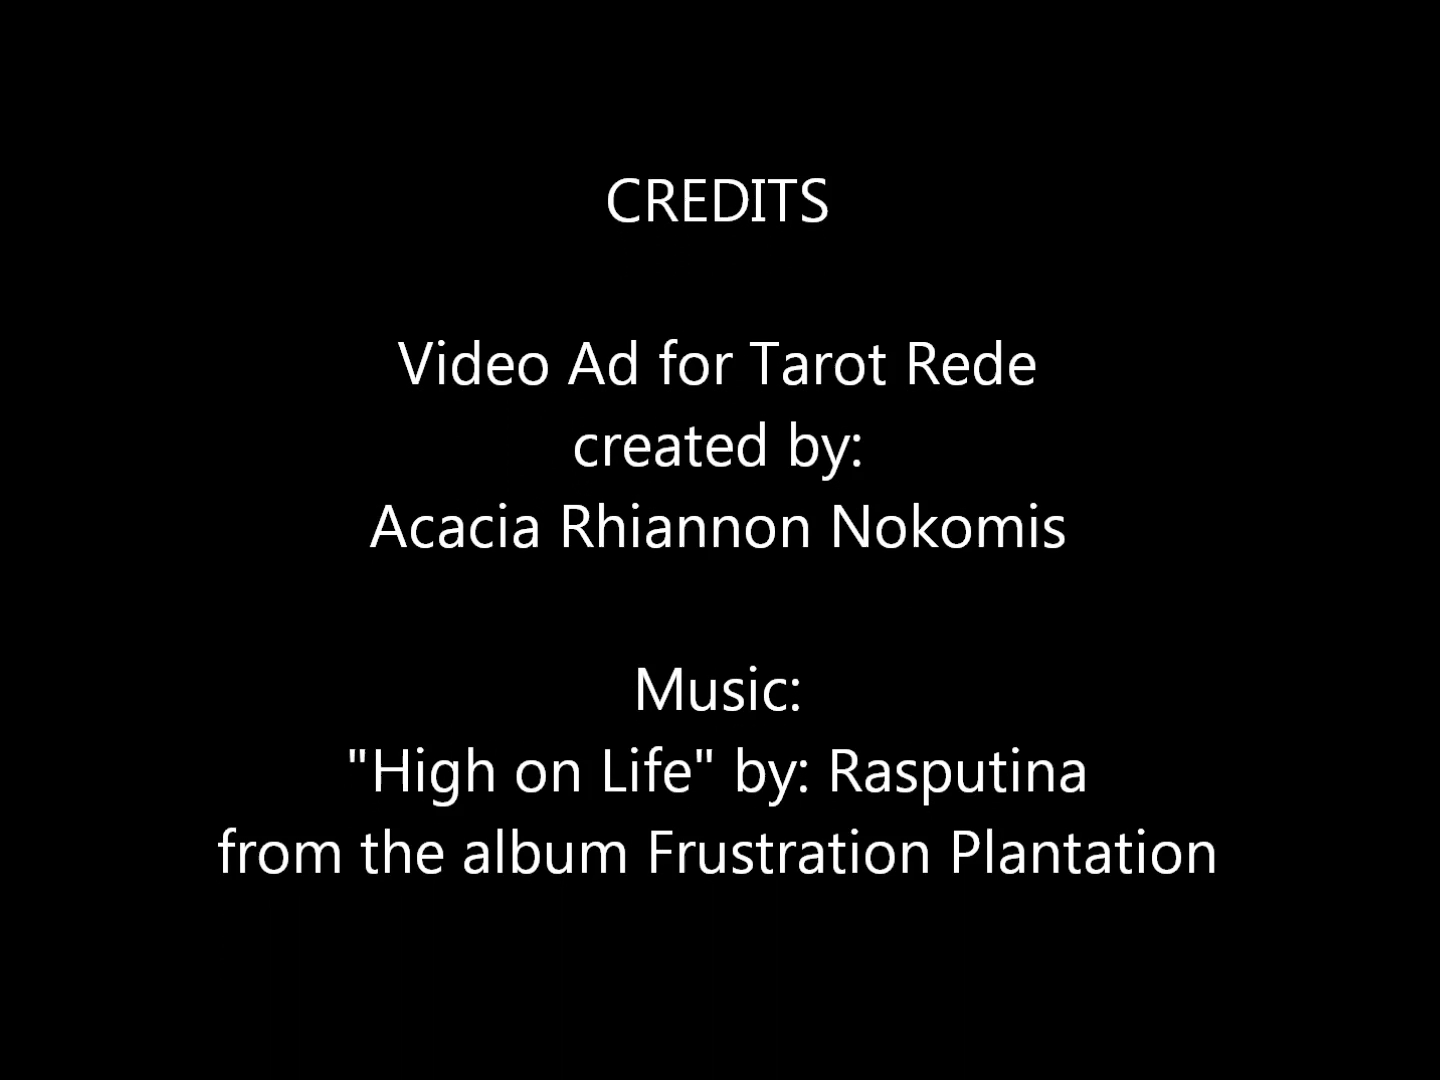 CREDITS
Video Ad for Tarot Rede
created by:
Acacia Rhiannon Nokomis
Music:
"High on Life" by: Rasputina
from the album Frustration Plantation